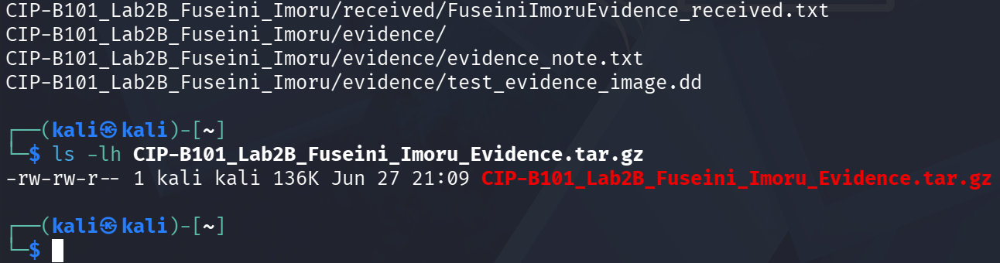 CIP-B101_Lab2B_Fuseini_Imoru/received/FuseiniImoruEvidence_received.txt
CIP-B101_Lab2B_Fuseini_Imoru/evidence/
CIP-B101_Lab2B_Fuseini_Imoru/evidence/evidence_note.txt
CIP-B101_Lab2B_Fuseini_Imoru/evidence/test_evidence_image.dd
┌──(kali㉿kali)-[~]
└─$ ls -lh CIP-B101_Lab2B_Fuseini_Imoru_Evidence.tar.gz
-rw-rw-r-- 1 kali kali 136K Jun 27 21:09 CIP-B101_Lab2B_Fuseini_Imoru_Evidence.tar.gz
┌──(kali㉿kali)-[~]
└─$